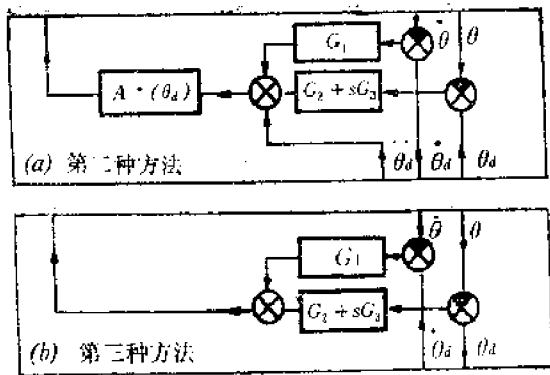 G₁
θ̇
θ
A*(θd)
G₂ + sG₃
(a) 第二种方法
θ̈d
θ̇d
θd
G₁
θ̇
θ
G₂ + sG₃
(b) 第三种方法
θ̇d
θd